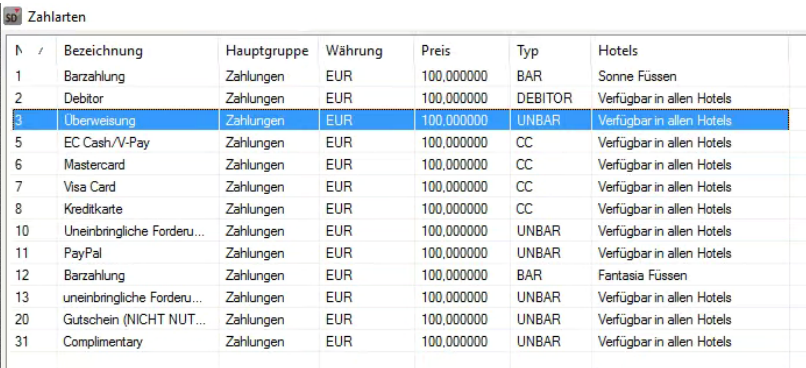 SD Zahlarten
N Bezeichnung Hauptgruppe Währung Preis Typ Hotels
1 Barzahlung Zahlungen EUR 100,000000 BAR Sonne Füssen
2 Debitor Zahlungen EUR 100,000000 DEBITOR Verfügbar in allen Hotels
3 Überweisung Zahlungen EUR 100,000000 UNBAR Verfügbar in allen Hotels
5 EC Cash/V-Pay Zahlungen EUR 100,000000 CC Verfügbar in allen Hotels
6 Mastercard Zahlungen EUR 100,000000 CC Verfügbar in allen Hotels
7 Visa Card Zahlungen EUR 100,000000 CC Verfügbar in allen Hotels
8 Kreditkarte Zahlungen EUR 100,000000 CC Verfügbar in allen Hotels
10 Uneinbringliche Forderu... Zahlungen EUR 100,000000 UNBAR Verfügbar in allen Hotels
11 PayPal Zahlungen EUR 100,000000 UNBAR Verfügbar in allen Hotels
12 Barzahlung Zahlungen EUR 100,000000 BAR Fantasia Füssen
13 uneinbringliche Forderu... Zahlungen EUR 100,000000 UNBAR Verfügbar in allen Hotels
20 Gutschein (NICHT NUT... Zahlungen EUR 100,000000 UNBAR Verfügbar in allen Hotels
31 Complimentary Zahlungen EUR 100,000000 UNBAR Verfügbar in allen Hotels